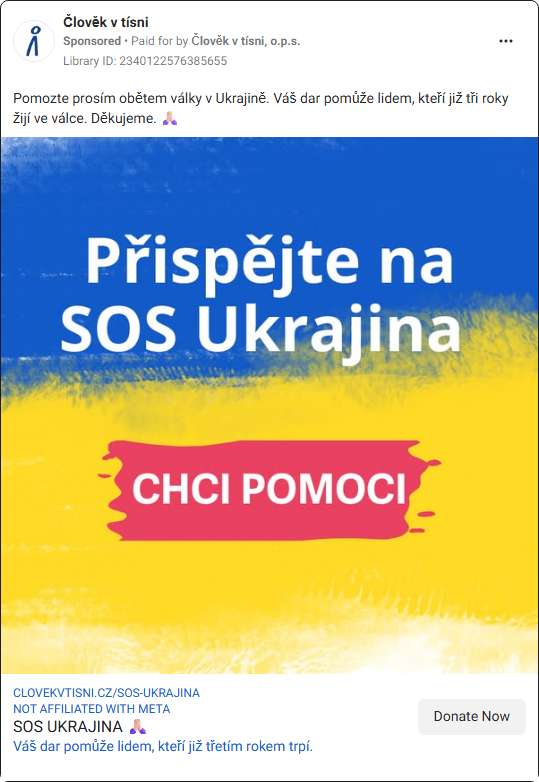 Člověk v tísni
Sponsored • Paid for by Člověk v tísni, o.p.s.
Library ID: 2340122576385655
Pomozte prosím obětem války v Ukrajině. Váš dar pomůže lidem, kteří již tři roky
žijí ve válce. Děkujeme. 🙏🏼
Přispějte na
SOS Ukrajina
CHCI POMOCI
CLOVEKVTISNI.CZ/SOS-UKRAJINA
NOT AFFILIATED WITH META
SOS UKRAJINA 🙏🏼
Váš dar pomůže lidem, kteří již třetím rokem trpí.
Donate Now